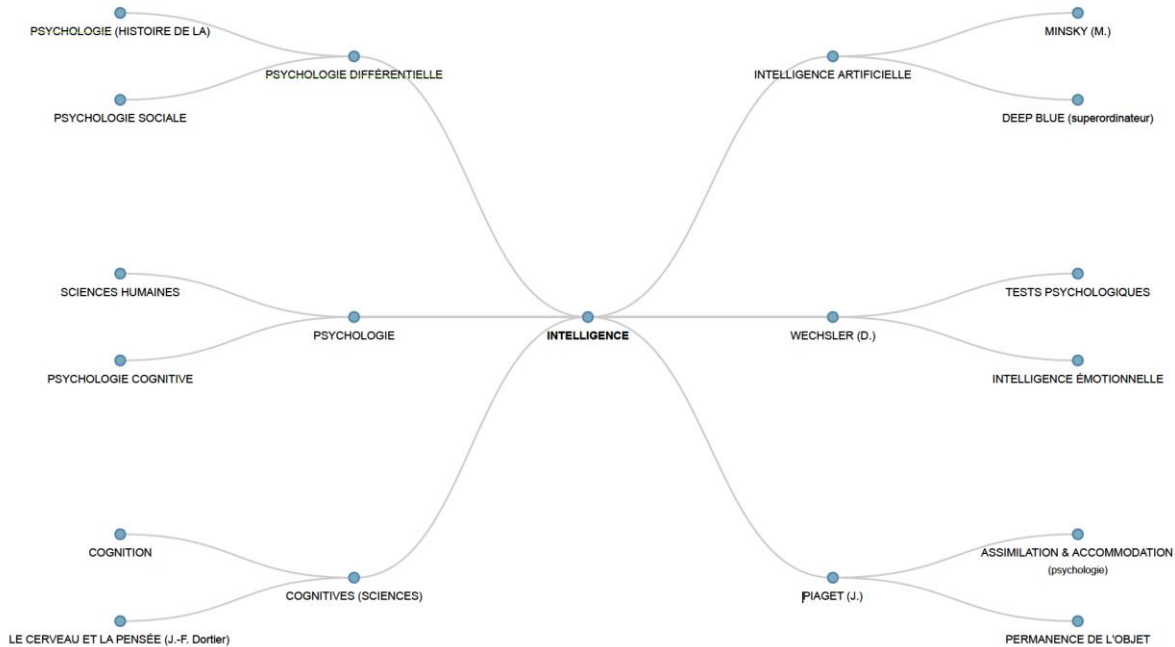 PSYCHOLOGIE (HISTOIRE DE LA)
MINSKY (M.)
PSYCHOLOGIE DIFFÉRENTIELLE
INTELLIGENCE ARTIFICIELLE
PSYCHOLOGIE SOCIALE
DEEP BLUE (superordinateur)
SCIENCES HUMAINES
TESTS PSYCHOLOGIQUES
PSYCHOLOGIE
INTELLIGENCE
WECHSLER (D.)
PSYCHOLOGIE COGNITIVE
INTELLIGENCE ÉMOTIONNELLE
COGNITION
ASSIMILATION & ACCOMMODATION
(psychologie)
COGNITIVES (SCIENCES)
PIAGET (J.)
LE CERVEAU ET LA PENSÉE (J.-F. Dortier)
PERMANENCE DE L'OBJET